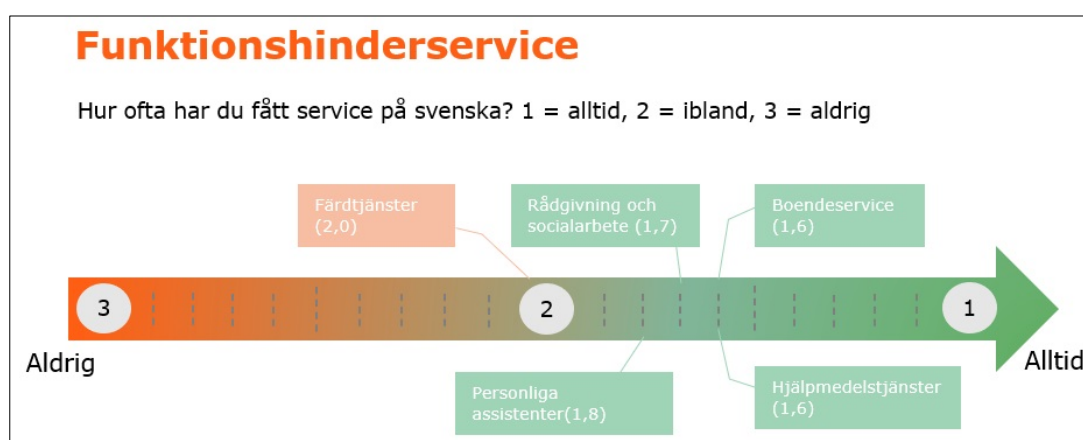 Funktionshinderservice
Hur ofta har du fått service på svenska? 1 = alltid, 2 = ibland, 3 = aldrig
Färdtjänster
(2,0)
Rådgivning och
socialarbete (1,7)
Boendeservice
(1,6)
3
2
1
Aldrig
Alltid
Personliga
assistenter(1,8)
Hjälpmedelstjänster
(1,6)